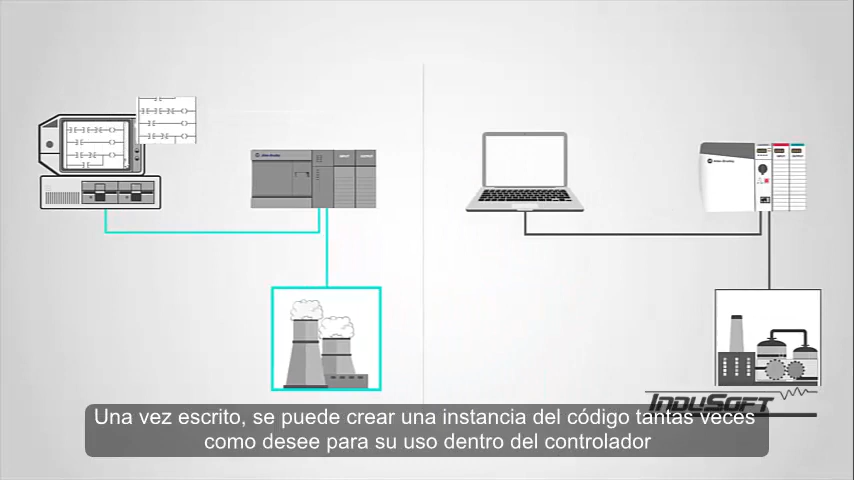 InduSoft
Una vez escrito, se puede crear una instancia del código tantas veces
como desee para su uso dentro del controlador